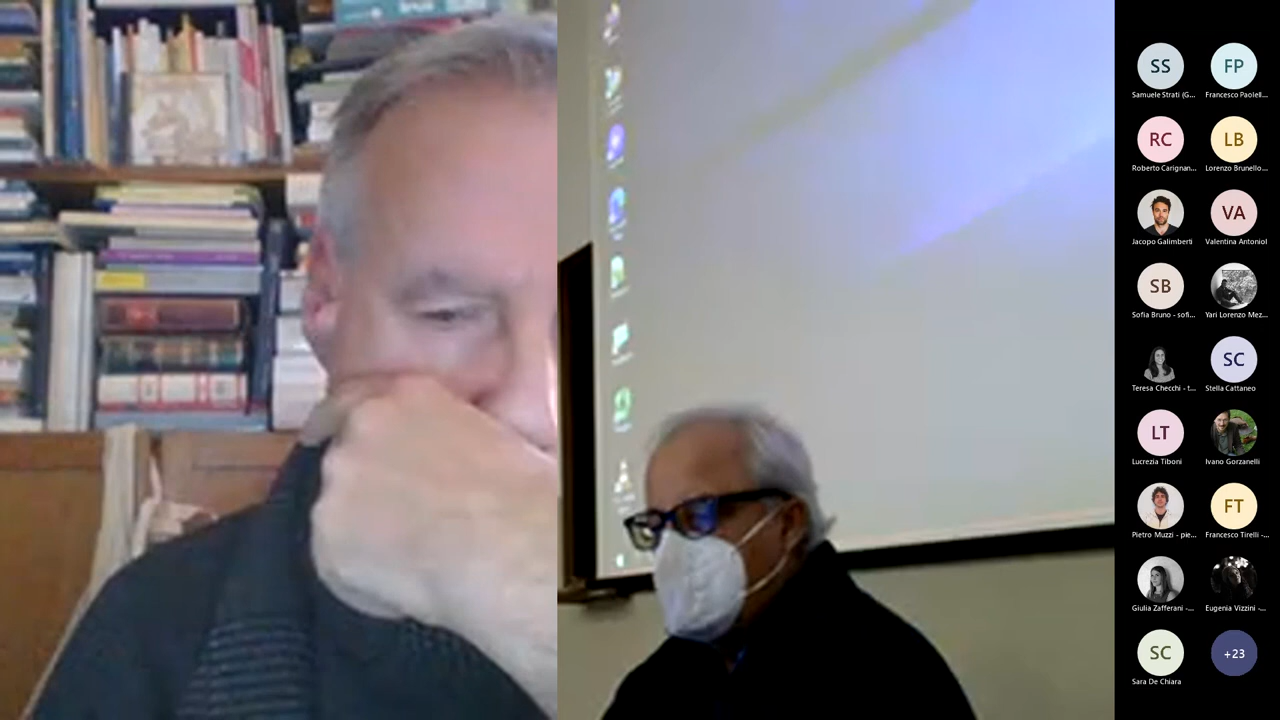 SS FP
Samuele Strati (G... Francesco Paolell...
RC LB
Roberto Carignan... Lorenzo Brunello...
VA
Jacopo Galimberti Valentina Antoniol
SB
Sofia Bruno - sofi... Yari Lorenzo Mez...
SC
Teresa Checchi - t... Stella Cattaneo
LT
Lucrezia Tiboni Ivano Gorzanelli
FT
Pietro Muzzi - pie... Francesco Tirelli -...
Giulia Zafferani -... Eugenia Vizzini -...
SC +23
Sara De Chiara